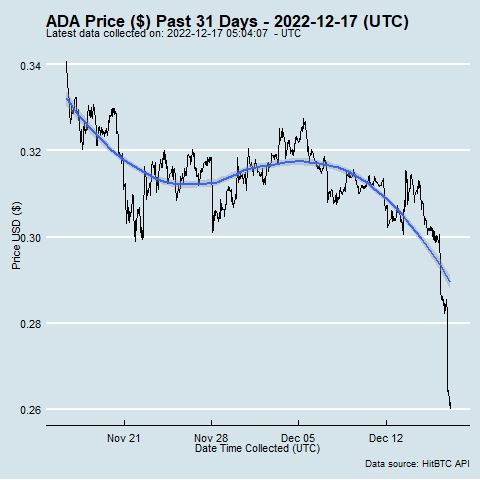 ADA Price ($) Past 31 Days - 2022-12-17 (UTC)
Latest data collected on: 2022-12-17 05:04:07  - UTC
0.34
0.32
0.30
0.28
0.26
Price USD ($)
Nov 21 Nov 28 Dec 05 Dec 12
Date Time Collected (UTC)
Data source: HitBTC API